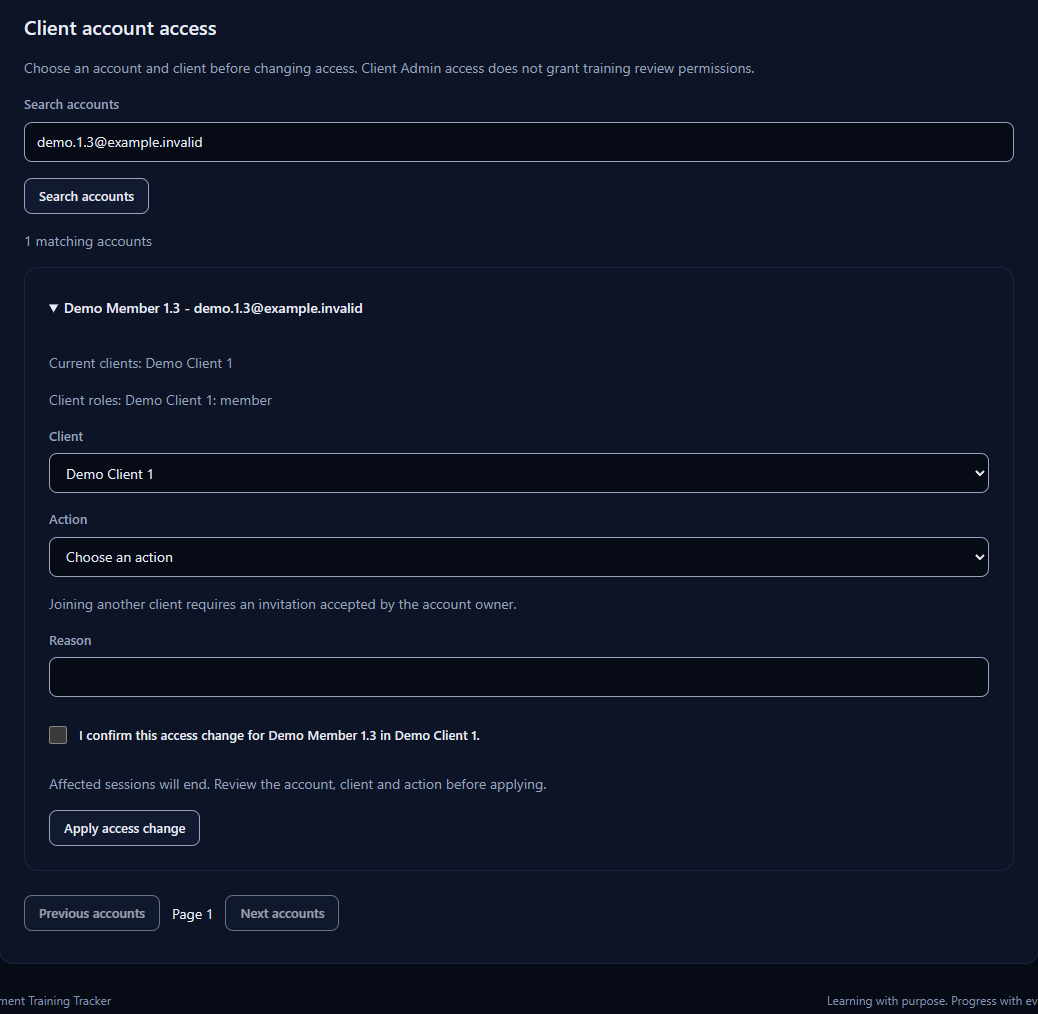 Client account access
Choose an account and client before changing access. Client Admin access does not grant training review permissions.
Search accounts
demo.1.3@example.invalid
Search accounts
1 matching accounts
▼ Demo Member 1.3 - demo.1.3@example.invalid
Current clients: Demo Client 1
Client roles: Demo Client 1: member
Client
Demo Client 1
Action
Choose an action
Joining another client requires an invitation accepted by the account owner.
Reason
I confirm this access change for Demo Member 1.3 in Demo Client 1.
Affected sessions will end. Review the account, client and action before applying.
Apply access change
Previous accounts Page 1 Next accounts
Training Tracker Learning with purpose. Progress with